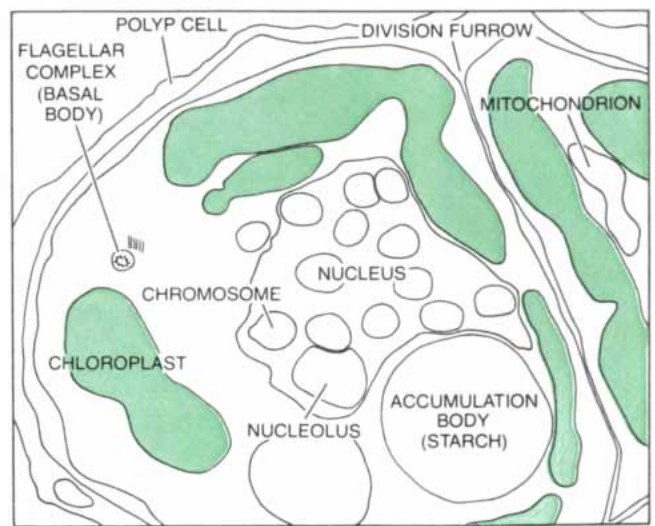 POLYP CELL
DIVISION FURROW
FLAGELLAR
COMPLEX
(BASAL
BODY)
MITOCHONDRION
NUCLEUS
CHROMOSOME
CHLOROPLAST
ACCUMULATION
BODY
(STARCH)
NUCLEOLUS